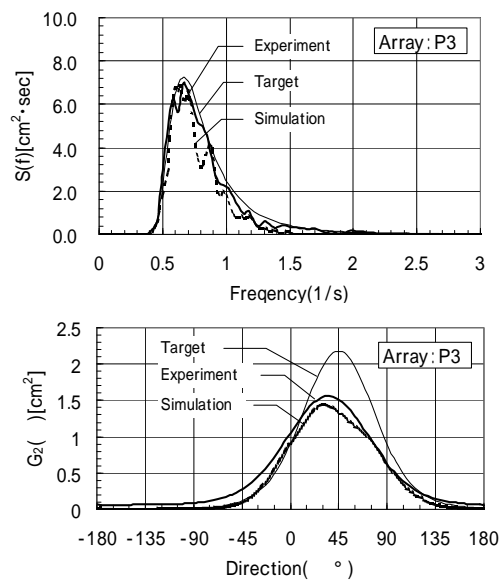 10.0
8.0
6.0
4.0
2.0
0.0
S(f)[cm²·sec]
Experiment
Target
Simulation
Array:P3
0 0.5 1 1.5 2 2.5 3
Freqency(1/s)
2.5
2
1.5
1
0.5
0
G₂( )[cm²]
Target
Experiment
Simulation
Array:P3
-180 -135 -90 -45 0 45 90 135 180
Direction( °)